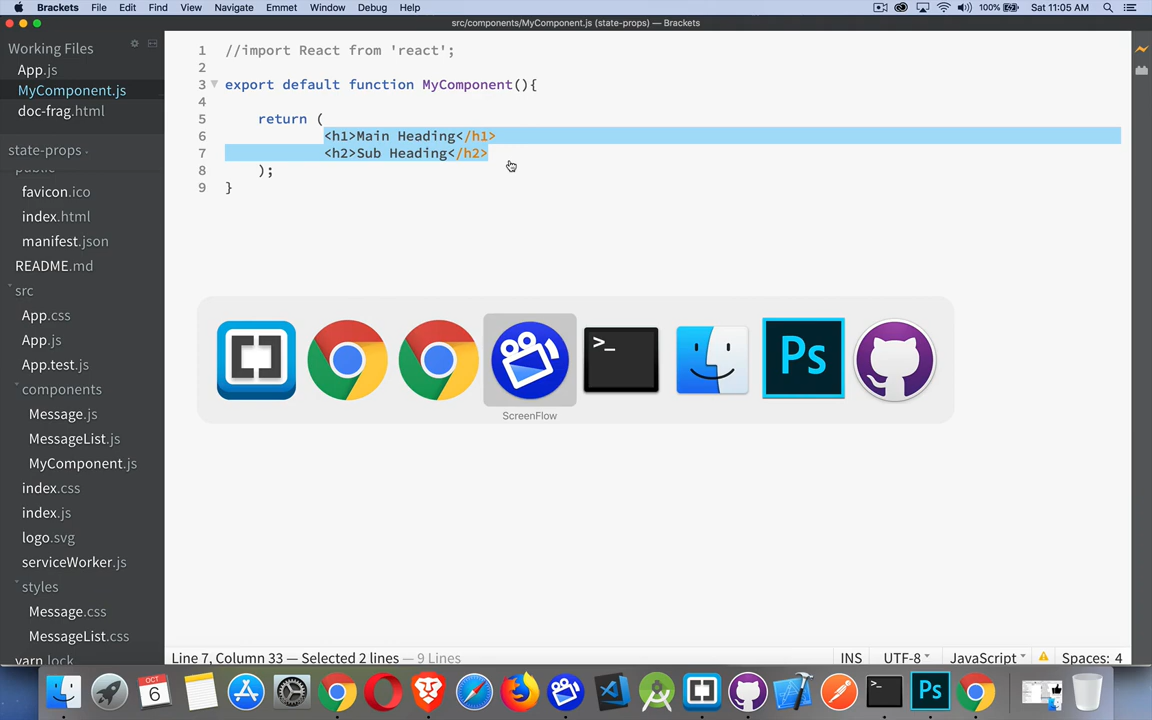 Brackets File Edit Find View Navigate Emmet Window Debug Help
100% Sat 11:05 AM
src/components/MyComponent.js (state-props) — Brackets
Working Files
App.js
MyComponent.js
doc-frag.html
state-props
public
favicon.ico
index.html
manifest.json
README.md
src
App.css
App.js
App.test.js
components
Message.js
MessageList.js
MyComponent.js
index.css
index.js
logo.svg
serviceWorker.js
styles
Message.css
MessageList.css
yarn.lock
1 //import React from 'react';
2
3 export default function MyComponent(){
4
5 return (
6 <h1>Main Heading</h1>
7 <h2>Sub Heading</h2>
8 );
9 }
>_
Ps
ScreenFlow
Line 7, Column 33 — Selected 2 lines — 9 Lines
INS UTF-8 JavaScript Spaces: 4
OCT
6
>_
Ps